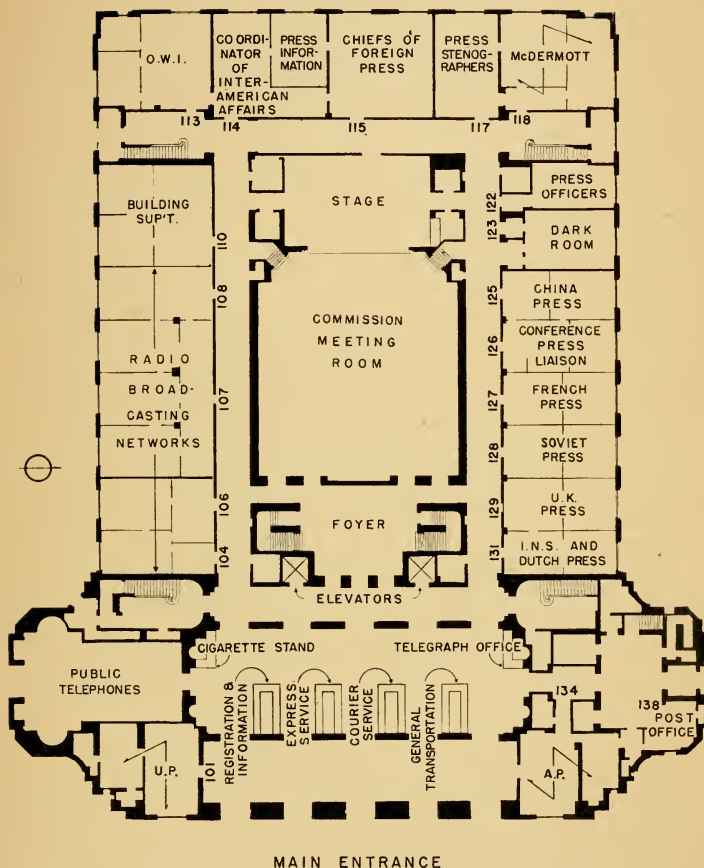 O.W.I.
CO ORDI-
NATOR
OF
INTER-
AMERICAN
AFFAIRS
PRESS
INFOR-
MATION
CHIEFS OF
FOREIGN
PRESS
PRESS
STENOG-
RAPHERS
McDERMOTT
113
114
115
117
118
BUILDING
SUP'T.
110
STAGE
122
PRESS
OFFICERS
123
DARK
ROOM
108
COMMISSION
MEETING
ROOM
125
CHINA
PRESS
126
CONFERENCE
PRESS
LIAISON
RADIO
BROAD-
CASTING
NETWORKS
107
127
FRENCH
PRESS
128
SOVIET
PRESS
106
FOYER
129
U.K.
PRESS
104
131
I.N.S. AND
DUTCH PRESS
ELEVATORS
CIGARETTE STAND
TELEGRAPH OFFICE
PUBLIC
TELEPHONES
REGISTRATION &
INFORMATION
EXPRESS
SERVICE
COURIER
SERVICE
GENERAL
TRANSPORTATION
134
138
POST
OFFICE
U.P.
101
A.P.
MAIN ENTRANCE